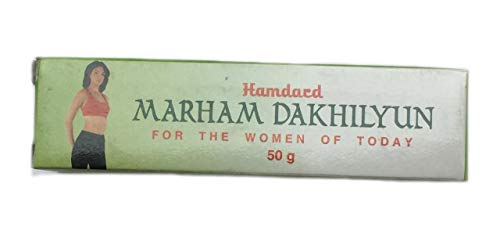 Hamdard
MARHAM DAKHILYUN
FOR THE WOMEN OF TODAY
50 g